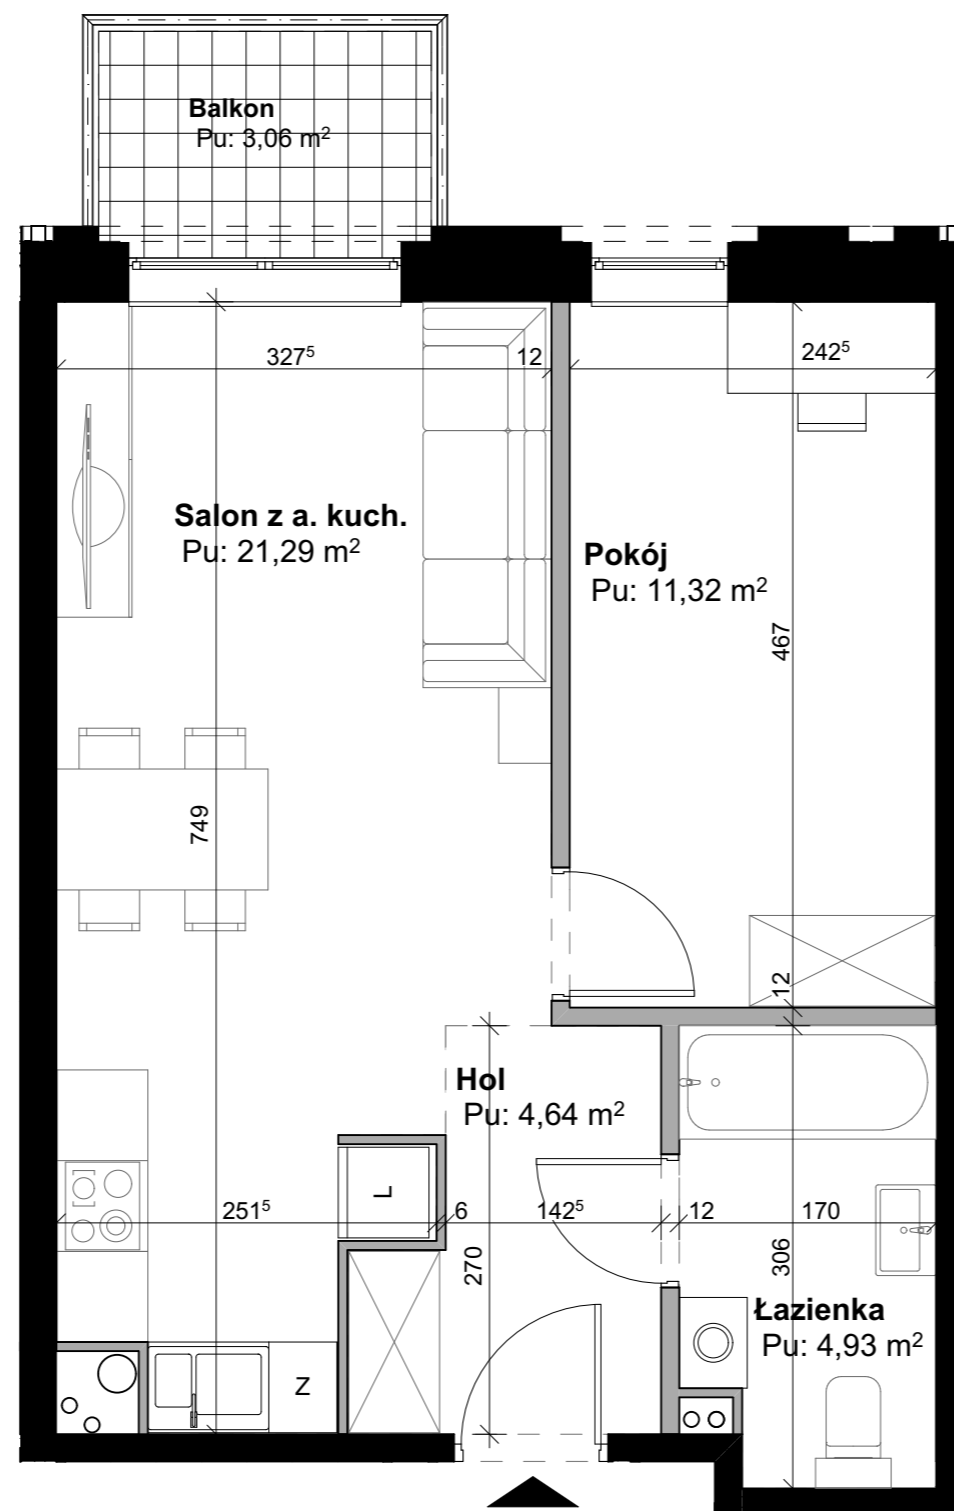 Balkon
Pu: 3,06 m²
327⁵
12
242⁵
Salon z a. kuch.
Pu: 21,29 m²
Pokój
Pu: 11,32 m²
467
749
12
Hol
Pu: 4,64 m²
L
251⁵
6
142⁵
12
170
270
306
Łazienka
Pu: 4,93 m²
Z